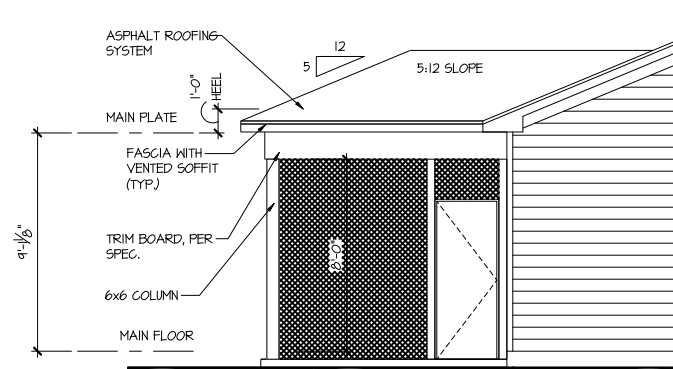 ASPHALT ROOFING
SYSTEM
12
5
5:12 SLOPE
1'-0"
HEEL
MAIN PLATE
FASCIA WITH
VENTED SOFFIT
(TYP.)
9'-1/8"
8'-0"
TRIM BOARD, PER
SPEC.
6x6 COLUMN
MAIN FLOOR